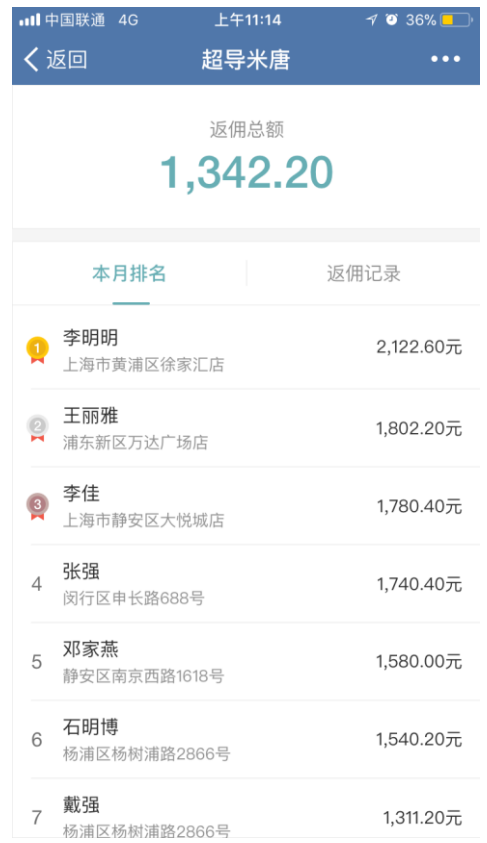 中国联通 4G 上午11:14 36%
返回 超导米唐
返佣总额
1,342.20
本月排名 返佣记录
1 李明明 2,122.60元
上海市黄浦区徐家汇店
2 王丽雅 1,802.20元
浦东新区万达广场店
3 李佳 1,780.40元
上海市静安区大悦城店
4 张强 1,740.40元
闵行区申长路688号
5 邓家燕 1,580.00元
静安区南京西路1618号
6 石明博 1,540.20元
杨浦区杨树浦路2866号
7 戴强 1,311.20元
杨浦区杨树浦路2866号